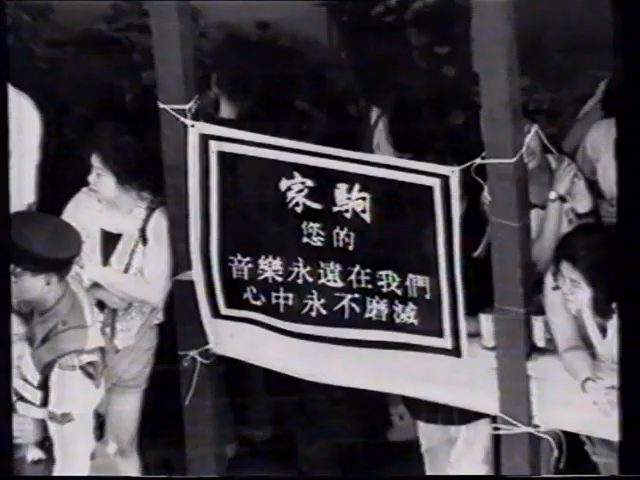 家駒
您的
音樂永遠在我們
心中永不磨滅